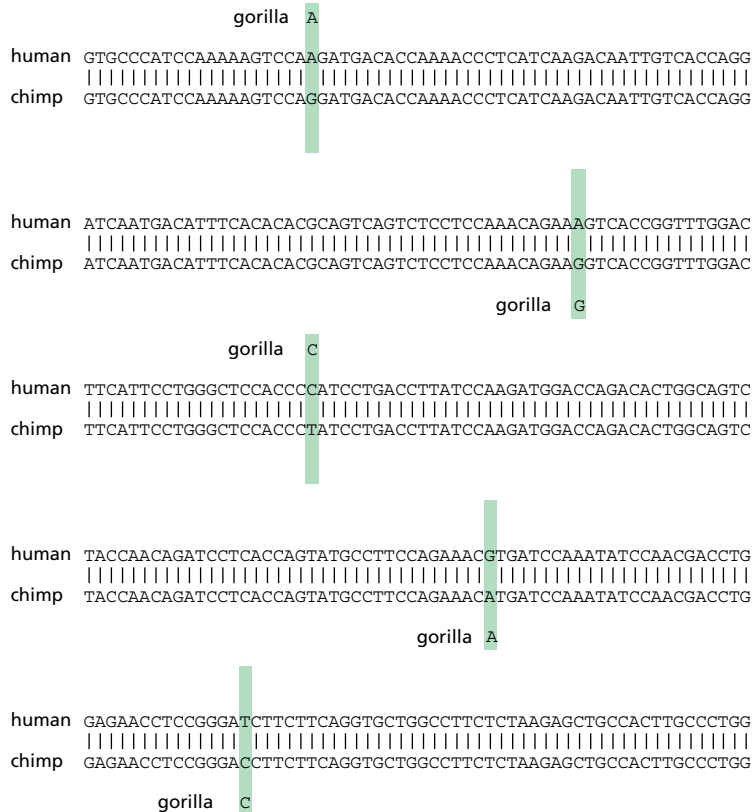 gorilla A
human GTGCCCATCCAAAAAGTCCAAGATGACACCAAAACCCTCATCAAGACAATTGTCACCAGG
chimp GTGCCCATCCAAAAAGTCCAGGATGACACCAAAACCCTCATCAAGACAATTGTCACCAGG
human ATCAATGACATTTCACACACGCAGTCAGTCTCCTCCAAACAGAAAGTCACCGGTTTGGAC
chimp ATCAATGACATTTCACACACGCAGTCAGTCTCCTCCAAACAGAAGGTCACCGGTTTGGAC
gorilla G
gorilla C
human TTCATTCCTGGGCTCCACCCCATCCTGACCTTATCCAAGATGGACCAGACACTGGCAGTC
chimp TTCATTCCTGGGCTCCACCCTATCCTGACCTTATCCAAGATGGACCAGACACTGGCAGTC
human TACCAACAGATCCTCACCAGTATGCCTTCCAGAAACGTGATCCAAATATCCAACGACCTG
chimp TACCAACAGATCCTCACCAGTATGCCTTCCAGAAACATGATCCAAATATCCAACGACCTG
gorilla A
human GAGAACCTCCGGGATCTTCTTCAGGTGCTGGCCTTCTCTAAGAGCTGCCACTTGCCCTGG
chimp GAGAACCTCCGGGACCTTCTTCAGGTGCTGGCCTTCTCTAAGAGCTGCCACTTGCCCTGG
gorilla C